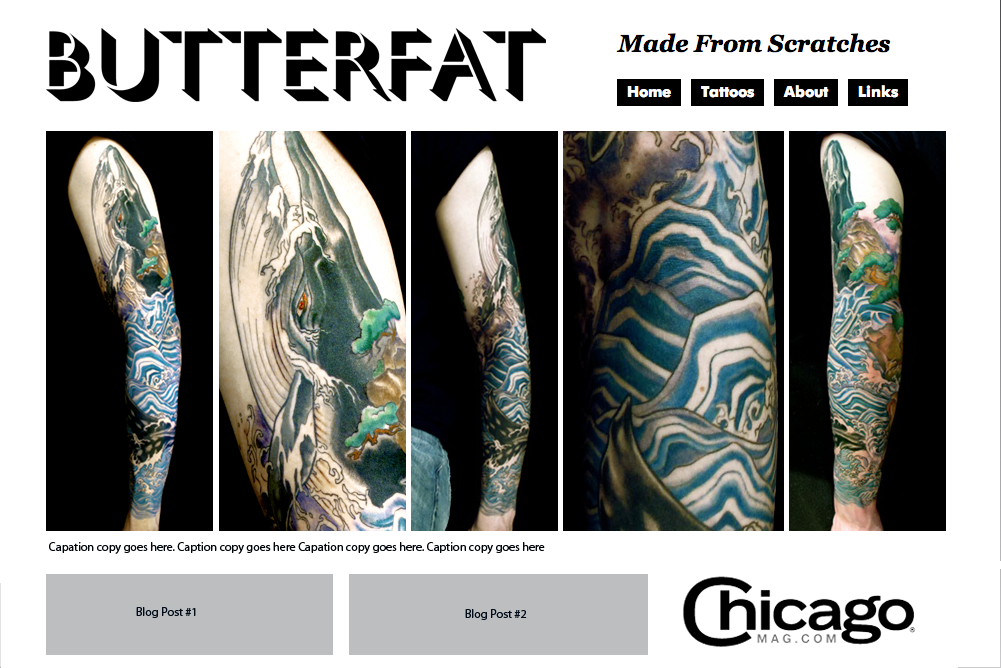 BUTTERFAT
Made From Scratches
Home Tattoos About Links
Capation copy goes here. Caption copy goes here Capation copy goes here. Caption copy goes here
Blog Post #1
Blog Post #2
Chicago®
MAG.COM